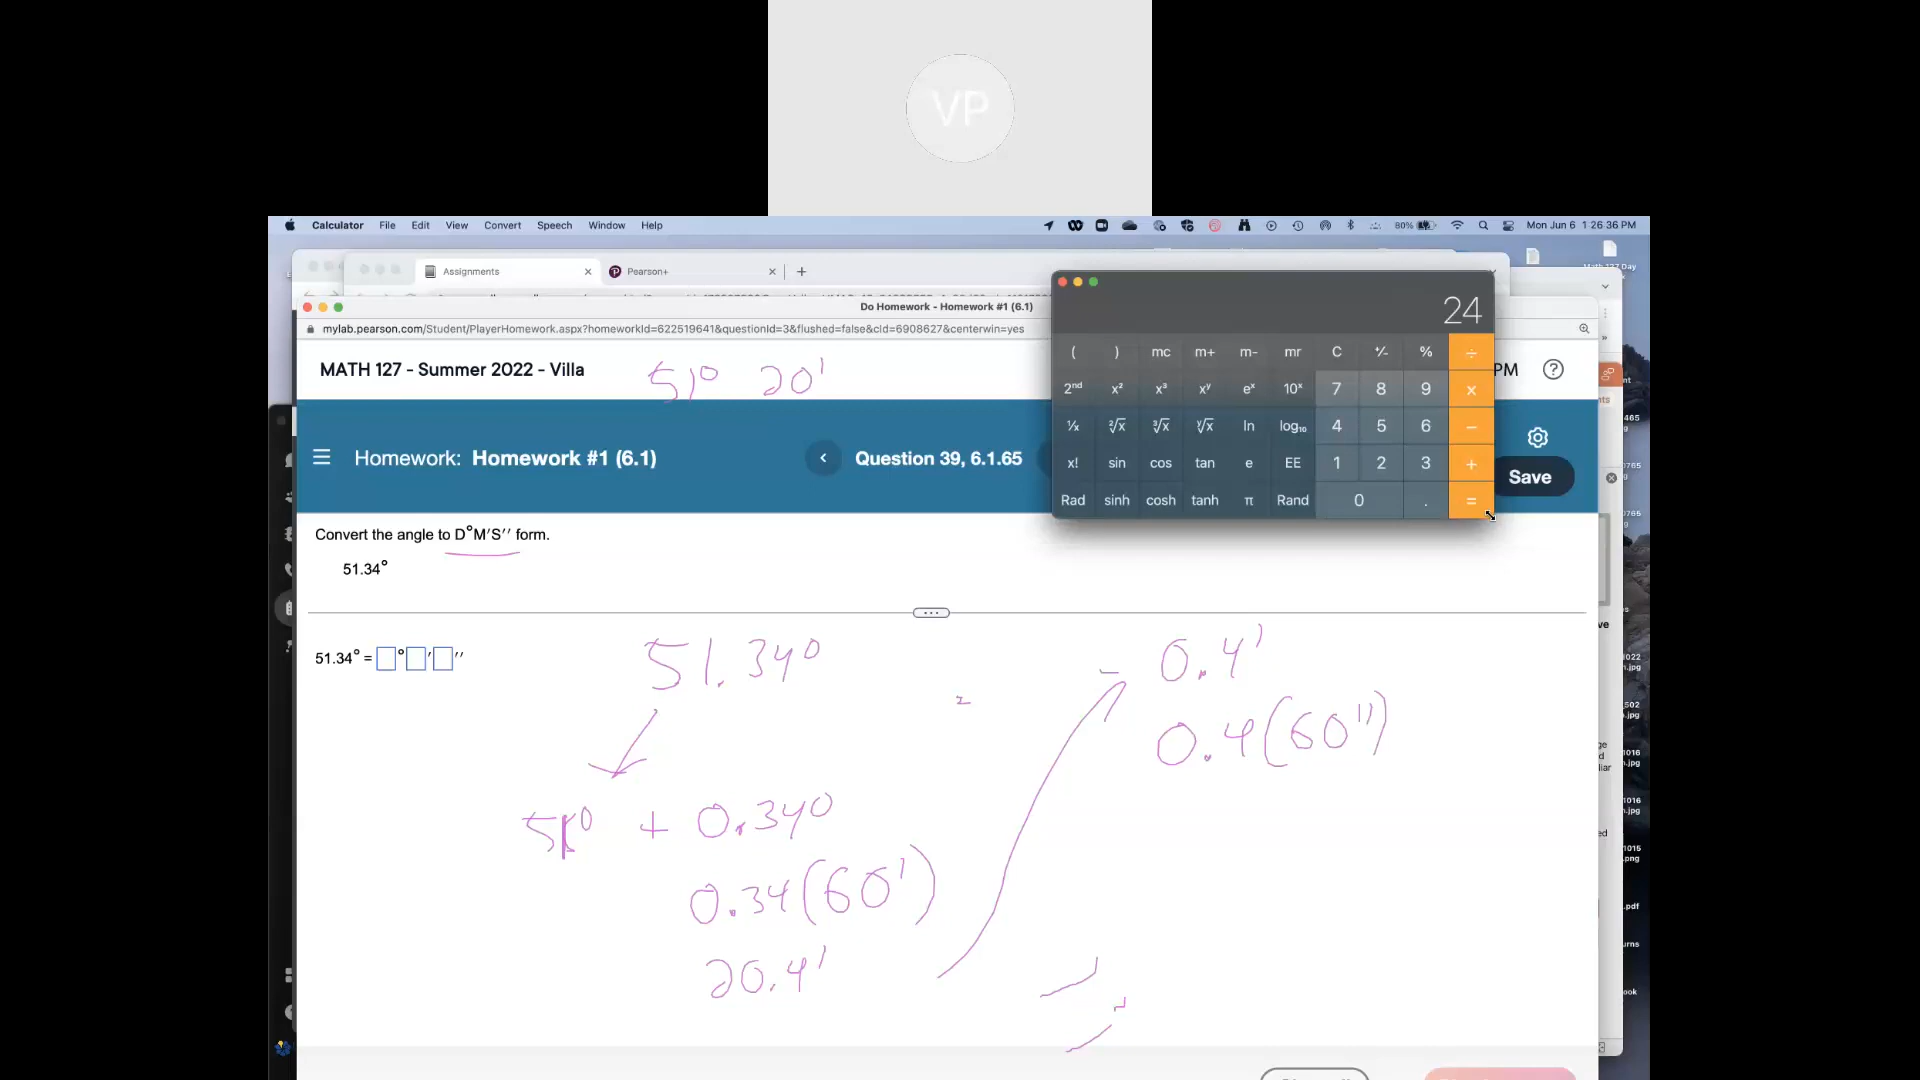 VP
Calculator File Edit View Convert Speech Window Help 80% Mon Jun 6 1:26:36 PM
Assignments Pearson+
Do Homework - Homework #1 (6.1)
mylab.pearson.com/Student/PlayerHomework.aspx?homeworkId=622519641&questionId=3&flushed=false&cId=6908627&centerwin=yes
MATH 127 - Summer 2022 - Villa
51° 20'
PM
24
( ) mc m+ m- mr C +/- % ÷
2nd x² x³ xʸ eˣ 10ˣ 7 8 9 ×
1/x ²√x ³√x ʸ√x ln log₁₀ 4 5 6 −
x! sin cos tan e EE 1 2 3 +
Rad sinh cosh tanh π Rand 0 . =
Homework: Homework #1 (6.1)
Question 39, 6.1.65
Save
Convert the angle to D°M′S′′ form.
51.34°
51.34° = ° ′ ′′
51.34°
51° + 0.34°
0.34(60')
20.4'
0.4'
0.4(60'')